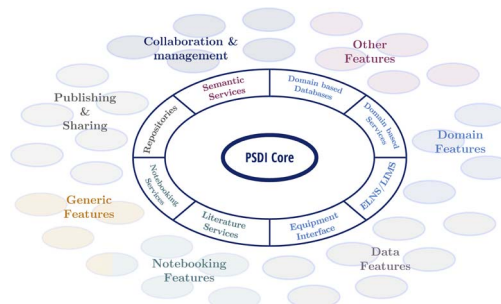 Collaboration &
management
Other
Features
Semantic
Services
Domain based
Databases
Publishing
&
Sharing
Repositories
Domain based
Services
PSDI Core
Domain
Features
Notebooking
Services
ELNS/LIMS
Generic
Features
Literature
Services
Equipment
Interface
Notebooking
Features
Data
Features